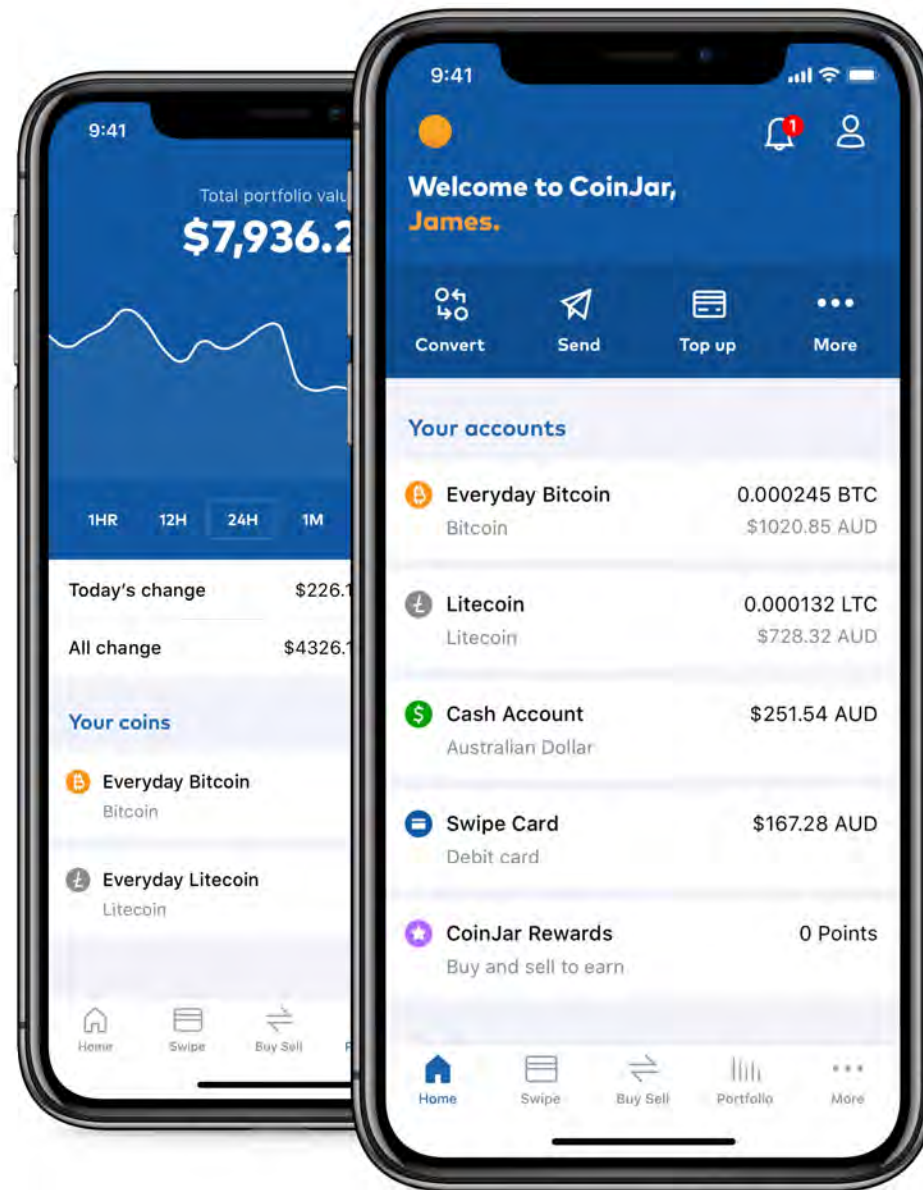 9:41
Total portfolio valu
$7,936.2
1HR 12H 24H 1M
Today's change $226.1
All change $4326.1
Your coins
Everyday Bitcoin
Bitcoin
Everyday Litecoin
Litecoin
Home Swipe Buy Sell
9:41
1
Welcome to CoinJar,
James.
Convert Send Top up More
Your accounts
Everyday Bitcoin 0.000245 BTC
Bitcoin $1020.85 AUD
Litecoin 0.000132 LTC
Litecoin $728.32 AUD
Cash Account $251.54 AUD
Australian Dollar
Swipe Card $167.28 AUD
Debit card
CoinJar Rewards 0 Points
Buy and sell to earn
Home Swipe Buy Sell Portfolio More